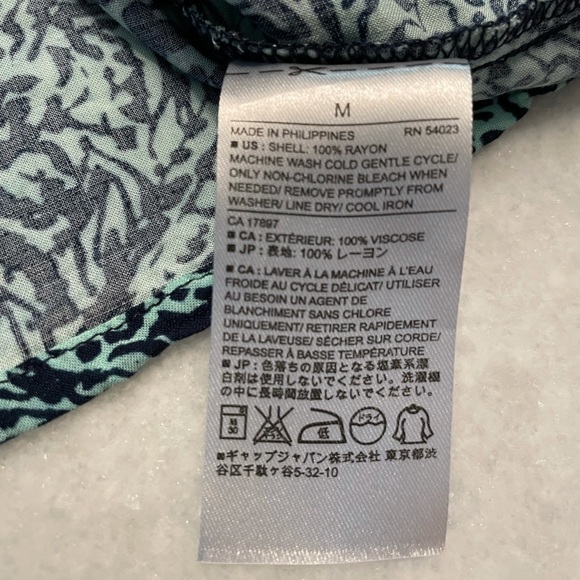 M
MADE IN PHILIPPINES RN 54023
■ US : SHELL: 100% RAYON
MACHINE WASH COLD GENTLE CYCLE/
ONLY NON-CHLORINE BLEACH WHEN
NEEDED/ REMOVE PROMPTLY FROM
WASHER/ LINE DRY/ COOL IRON
CA 17897
■ CA : EXTÉRIEUR: 100% VISCOSE
■ JP : 表地: 100% レーヨン
■ CA : LAVER À LA MACHINE À L'EAU
FROIDE AU CYCLE DÉLICAT/ UTILISER
AU BESOIN UN AGENT DE
BLANCHIMENT SANS CHLORE
UNIQUEMENT/ RETIRER RAPIDEMENT
DE LA LAVEUSE/ SÉCHER SUR CORDE/
REPASSER À BASSE TEMPÉRATURE
■ JP : 色落ちの原因となる塩素系漂
白剤は使用しないでください。洗濯機の
中に長時間放置しないでください。
30 低 ドライ
■ギャップジャパン株式会社 東京都渋
谷区千駄ヶ谷5-32-10